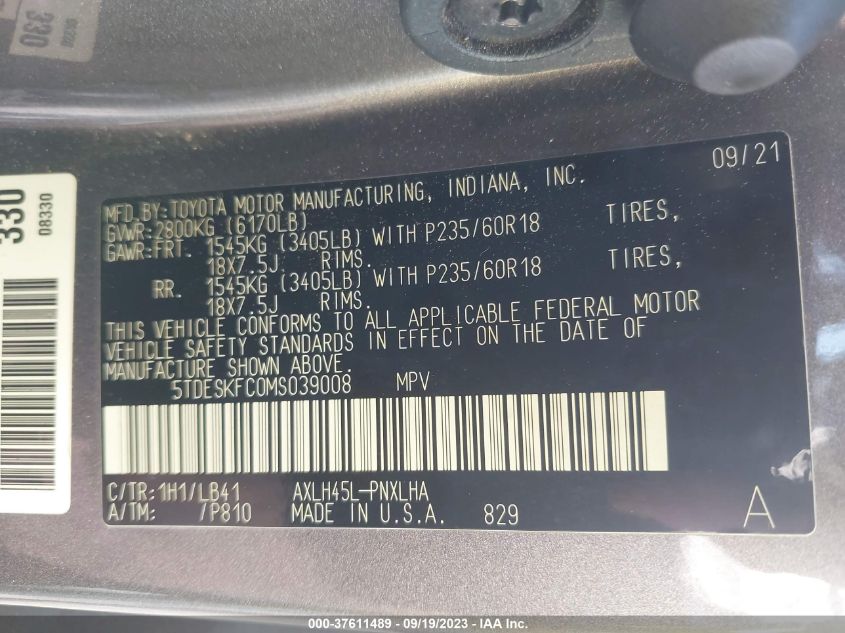 330
08330
330
08330
09/21
MFD.BY:TOYOTA MOTOR MANUFACTURING, INDIANA, INC.
GVWR:2800KG (6170LB)
GAWR:FRT. 1545KG (3405LB) WITH P235/60R18 TIRES,
18X7.5J RIMS.
RR. 1545KG (3405LB) WITH P235/60R18 TIRES,
18X7.5J RIMS.
THIS VEHICLE CONFORMS TO ALL APPLICABLE FEDERAL MOTOR
VEHICLE SAFETY STANDARDS IN EFFECT ON THE DATE OF
MANUFACTURE SHOWN ABOVE.
5TDESKFC0MS039008 MPV
C/TR:1H1/LB41 AXLH45L-PNXLHA
A/TM: /P810 MADE IN U.S.A. 829 A
000-37611489 - 09/19/2023 - IAA Inc.